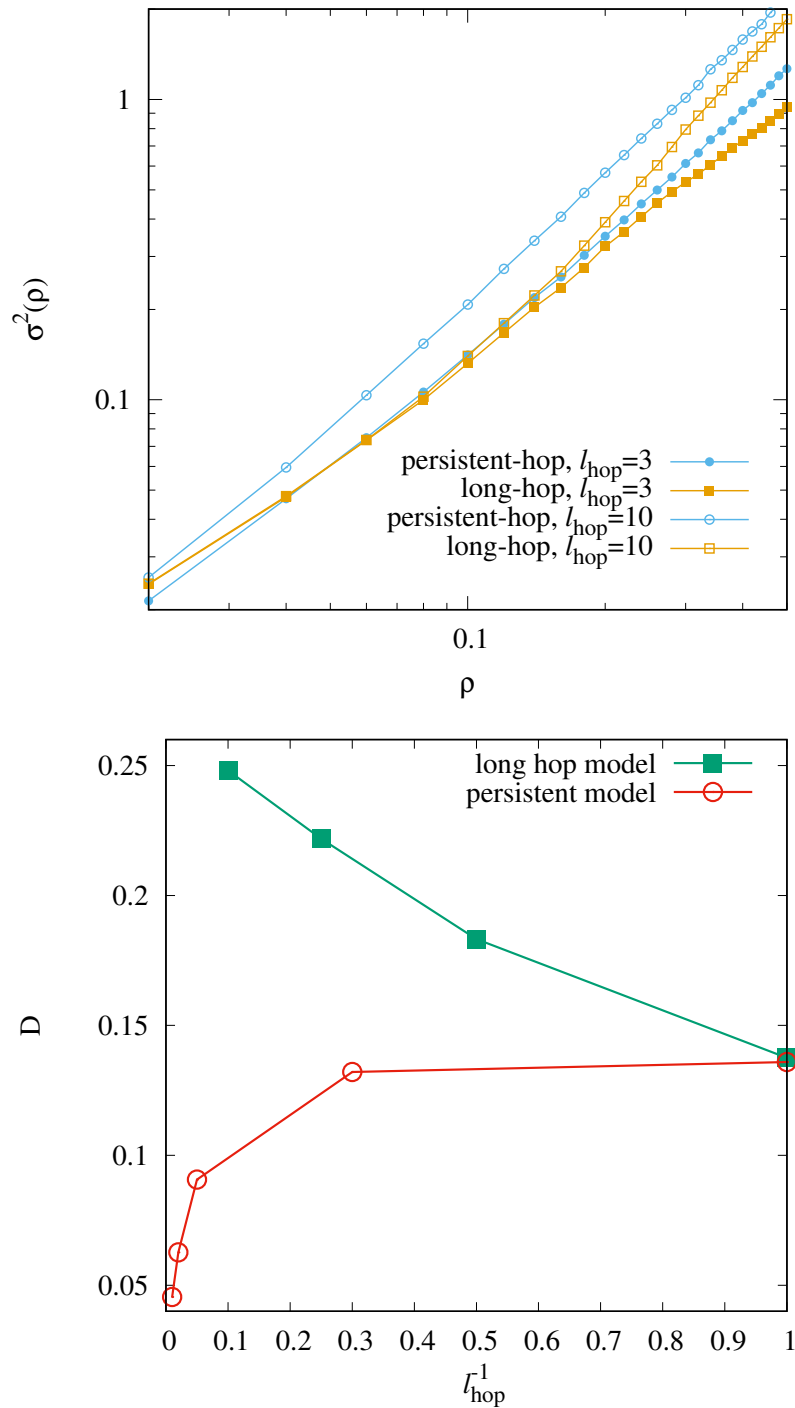 1
0.1
σ²(ρ)
persistent-hop, l_hop=3
long-hop, l_hop=3
persistent-hop, l_hop=10
long-hop, l_hop=10
0.1
ρ
long hop model
persistent model
0.25
0.2
0.15
0.1
0.05
D
0 0.1 0.2 0.3 0.4 0.5 0.6 0.7 0.8 0.9 1
l_hop^-1